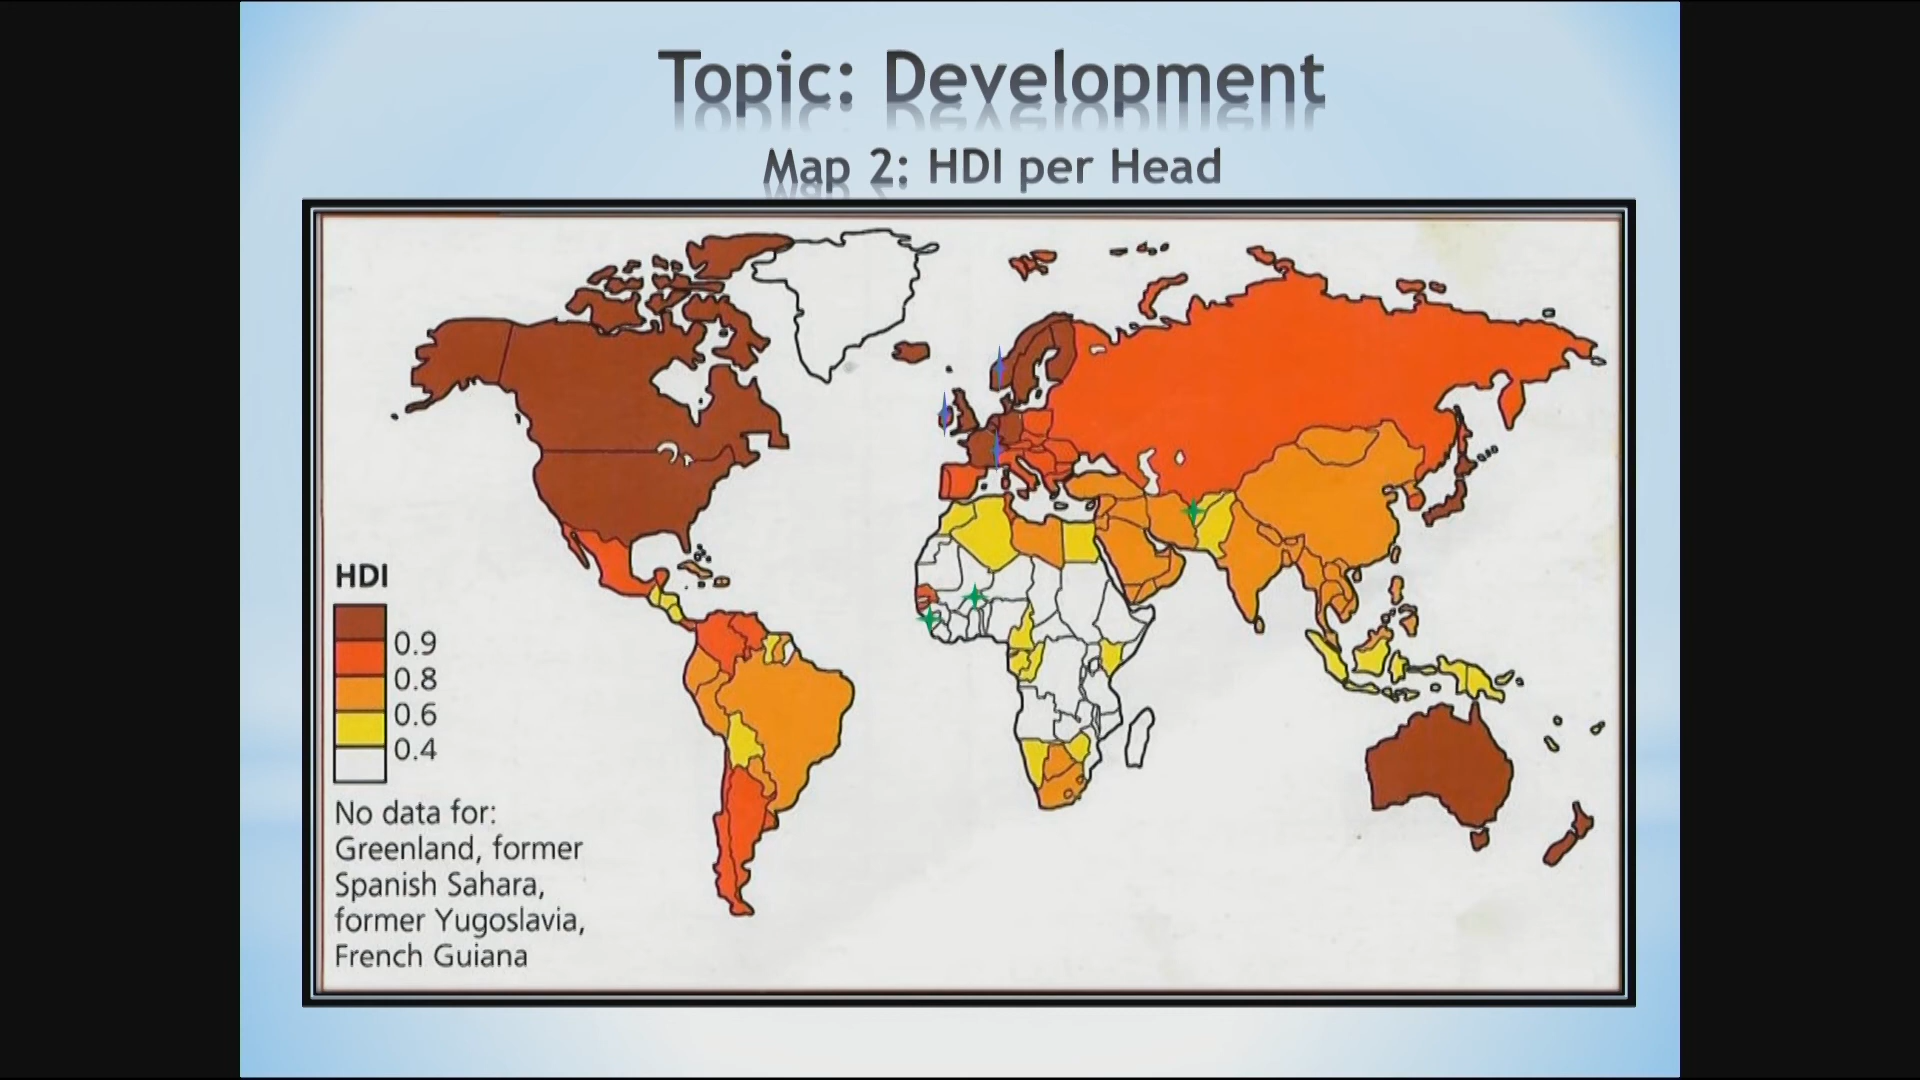 Topic: Development
Map 2: HDI per Head
HDI
0.9
0.8
0.6
0.4
No data for:
Greenland, former
Spanish Sahara,
former Yugoslavia,
French Guiana